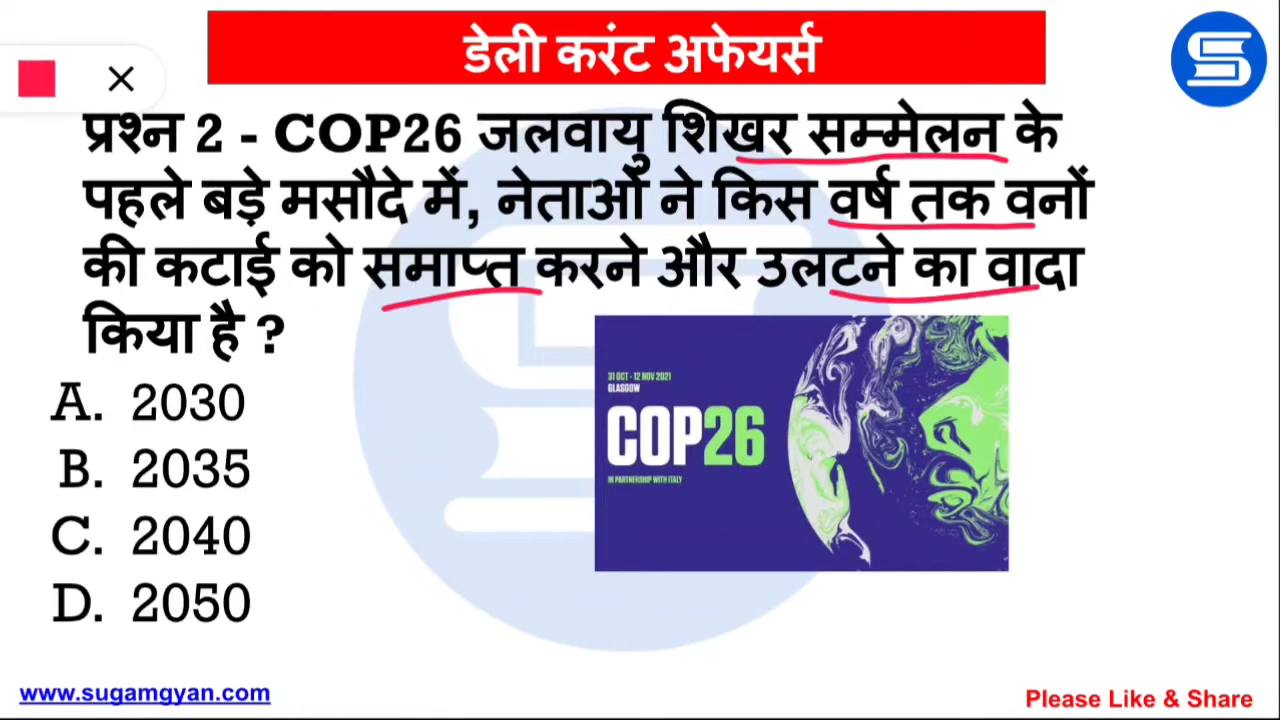 डेली करंट अफेयर्स
प्रश्न 2 - COP26 जलवायु शिखर सम्मेलन के
पहले बड़े मसौदे में, नेताओं ने किस वर्ष तक वनों
की कटाई को समाप्त करने और उलटने का वादा
किया है ?
A. 2030
B. 2035
C. 2040
D. 2050
31 OCT - 12 NOV 2021
GLASGOW
COP26
IN PARTNERSHIP WITH ITALY
www.sugamgyan.com
Please Like & Share